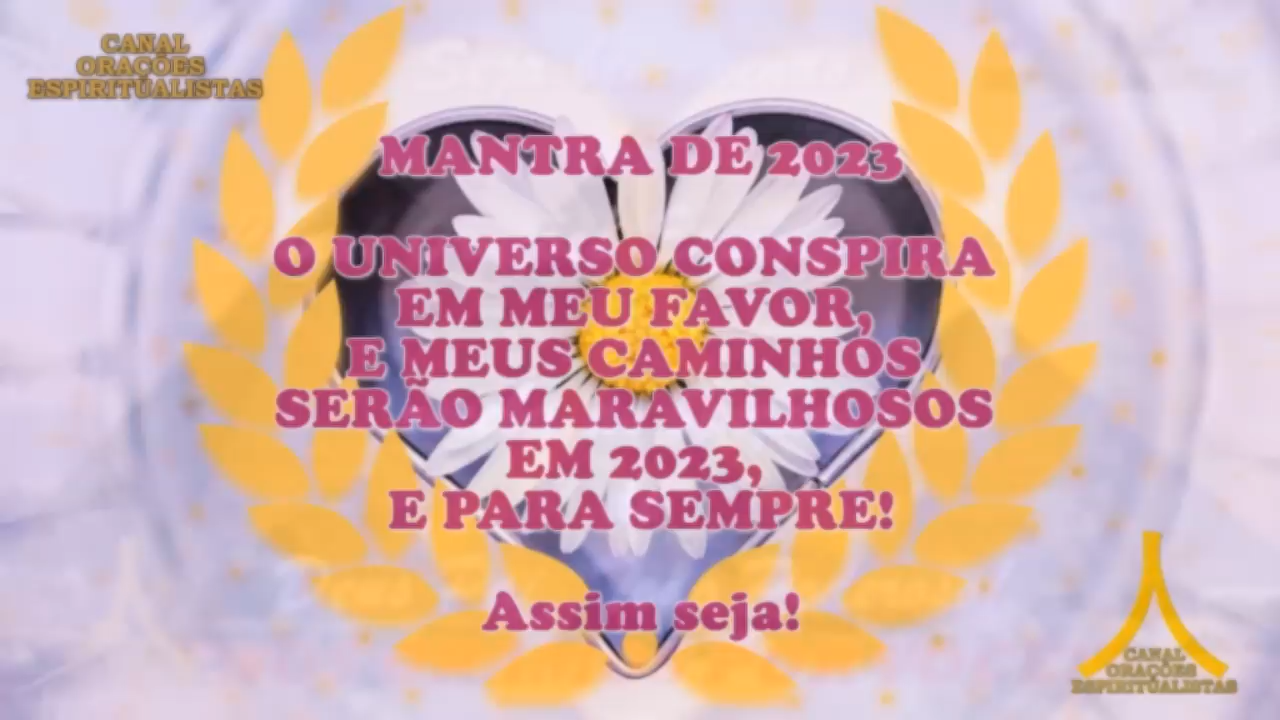 CANAL
ORAÇÕES
ESPIRITUALISTAS
MANTRA DE 2023
O UNIVERSO CONSPIRA
EM MEU FAVOR,
E MEUS CAMINHOS
SERÃO MARAVILHOSOS
EM 2023,
E PARA SEMPRE!
Assim seja!
CANAL
ORAÇÕES
ESPIRITUALISTAS